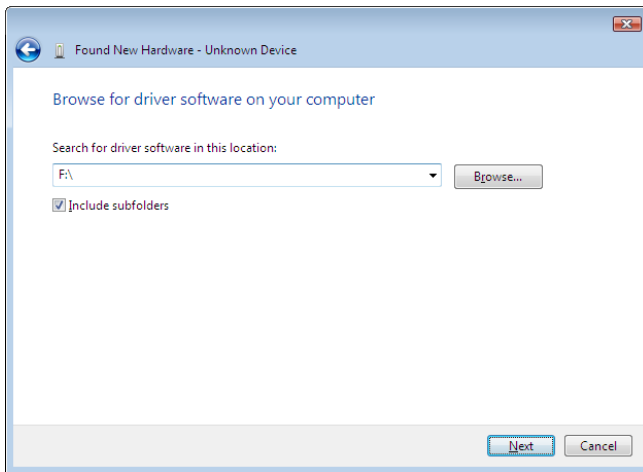 Found New Hardware - Unknown Device
Browse for driver software on your computer
Search for driver software in this location:
F:\
Browse...
Include subfolders
Next
Cancel